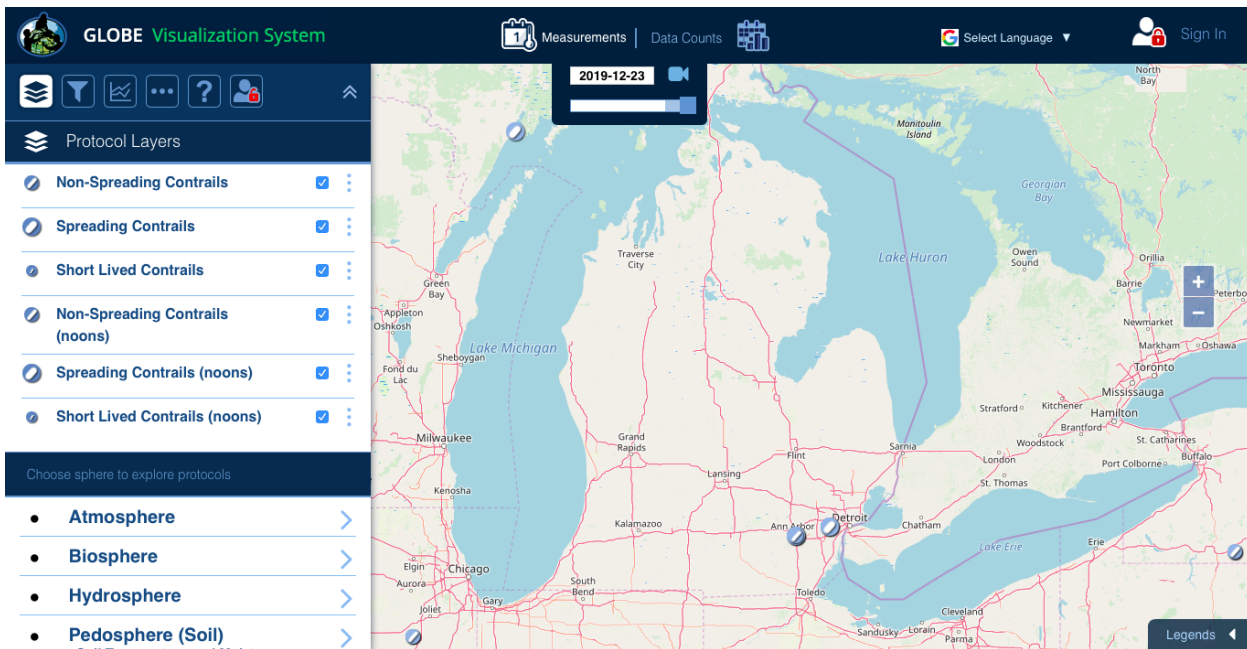 GLOBE Visualization System
1 Measurements | Data Counts
Select Language ▼
Sign In
2019-12-23
Protocol Layers
Non-Spreading Contrails
Spreading Contrails
Short Lived Contrails
Non-Spreading Contrails
(noons)
Spreading Contrails (noons)
Short Lived Contrails (noons)
Choose sphere to explore protocols
Atmosphere
Biosphere
Hydrosphere
Pedosphere (Soil)
North
Bay
Manitoulin
Island
Georgian
Bay
Traverse
City
Lake Huron
Owen
Sound
Orillia
Barrie
Peterbo
Green
Bay
Appleton
Oshkosh
Newmarket
Markham
Oshawa
Lake Michigan
Sheboygan
Fond du
Lac
Toronto
Mississauga
Stratford
Kitchener
Hamilton
Brantford
Milwaukee
Grand
Rapids
Flint
Sarnia
Woodstock
St. Catharines
London
Port Colborne
Buffalo
Lansing
St. Thomas
Kenosha
Kalamazoo
Ann Arbor
Detroit
Chatham
Lake Erie
Erie
Elgin
Chicago
Aurora
South
Bend
Toledo
Gary
Joliet
Cleveland
Sandusky
Lorain
Parma
Legends